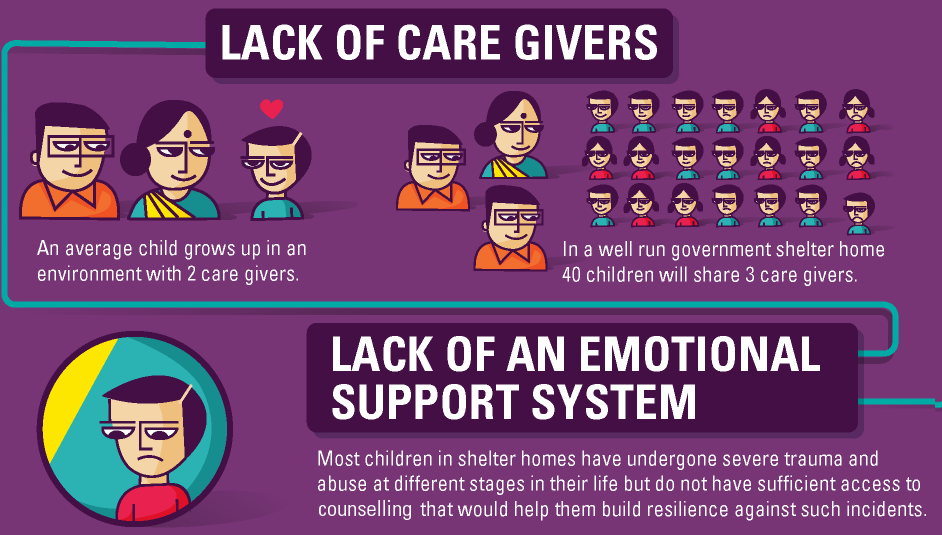 LACK OF CARE GIVERS
An average child grows up in an
environment with 2 care givers.
In a well run government shelter home
40 children will share 3 care givers.
LACK OF AN EMOTIONAL
SUPPORT SYSTEM
Most children in shelter homes have undergone severe trauma and
abuse at different stages in their life but do not have sufficient access to
counselling that would help them build resilience against such incidents.